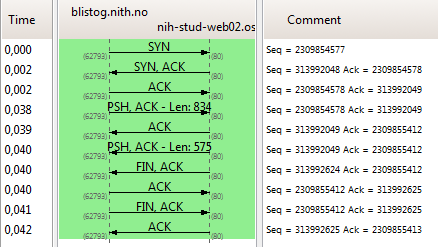 Time blistog.nith.no nih-stud-web02.os Comment
0,000 SYN (62793) (80) Seq = 2309854577
0,002 SYN, ACK (62793) (80) Seq = 313992048 Ack = 2309854578
0,002 ACK (62793) (80) Seq = 2309854578 Ack = 313992049
0,038 PSH, ACK - Len: 834 (62793) (80) Seq = 2309854578 Ack = 313992049
0,039 ACK (62793) (80) Seq = 313992049 Ack = 2309855412
0,040 PSH, ACK - Len: 575 (62793) (80) Seq = 313992049 Ack = 2309855412
0,040 FIN, ACK (62793) (80) Seq = 313992624 Ack = 2309855412
0,040 ACK (62793) (80) Seq = 2309855412 Ack = 313992625
0,041 FIN, ACK (62793) (80) Seq = 2309855412 Ack = 313992625
0,042 ACK (62793) (80) Seq = 313992625 Ack = 2309855413